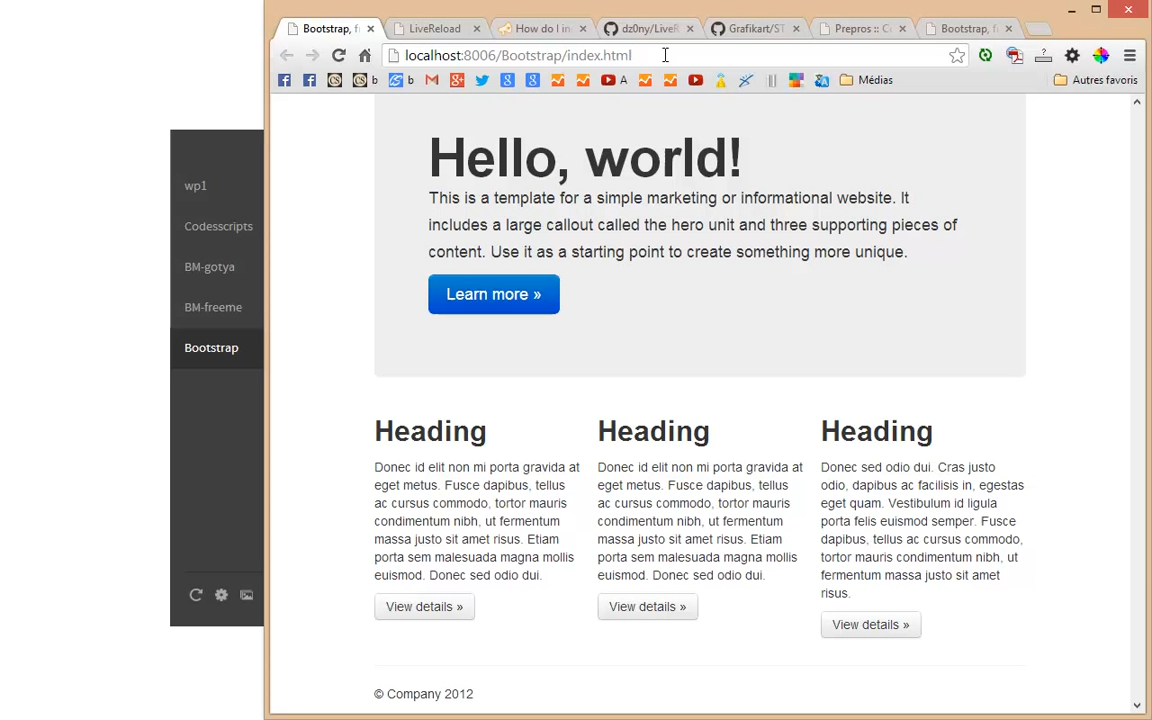 Bootstrap, f
LiveReload
How do I in
dz0ny/LiveR
Grafikart/ST
Prepros :: C
Bootstrap, f
localhost:8006/Bootstrap/index.html
b
b
A
Médias
Autres favoris
wp1
Codesscripts
BM-gotya
BM-freeme
Bootstrap
Hello, world!
This is a template for a simple marketing or informational website. It
includes a large callout called the hero unit and three supporting pieces of
content. Use it as a starting point to create something more unique.
Learn more »
Heading
Donec id elit non mi porta gravida at
eget metus. Fusce dapibus, tellus
ac cursus commodo, tortor mauris
condimentum nibh, ut fermentum
massa justo sit amet risus. Etiam
porta sem malesuada magna mollis
euismod. Donec sed odio dui.
View details »
Heading
Donec id elit non mi porta gravida at
eget metus. Fusce dapibus, tellus
ac cursus commodo, tortor mauris
condimentum nibh, ut fermentum
massa justo sit amet risus. Etiam
porta sem malesuada magna mollis
euismod. Donec sed odio dui.
View details »
Heading
Donec sed odio dui. Cras justo
odio, dapibus ac facilisis in, egestas
eget quam. Vestibulum id ligula
porta felis euismod semper. Fusce
dapibus, tellus ac cursus commodo,
tortor mauris condimentum nibh, ut
fermentum massa justo sit amet
risus.
View details »
© Company 2012